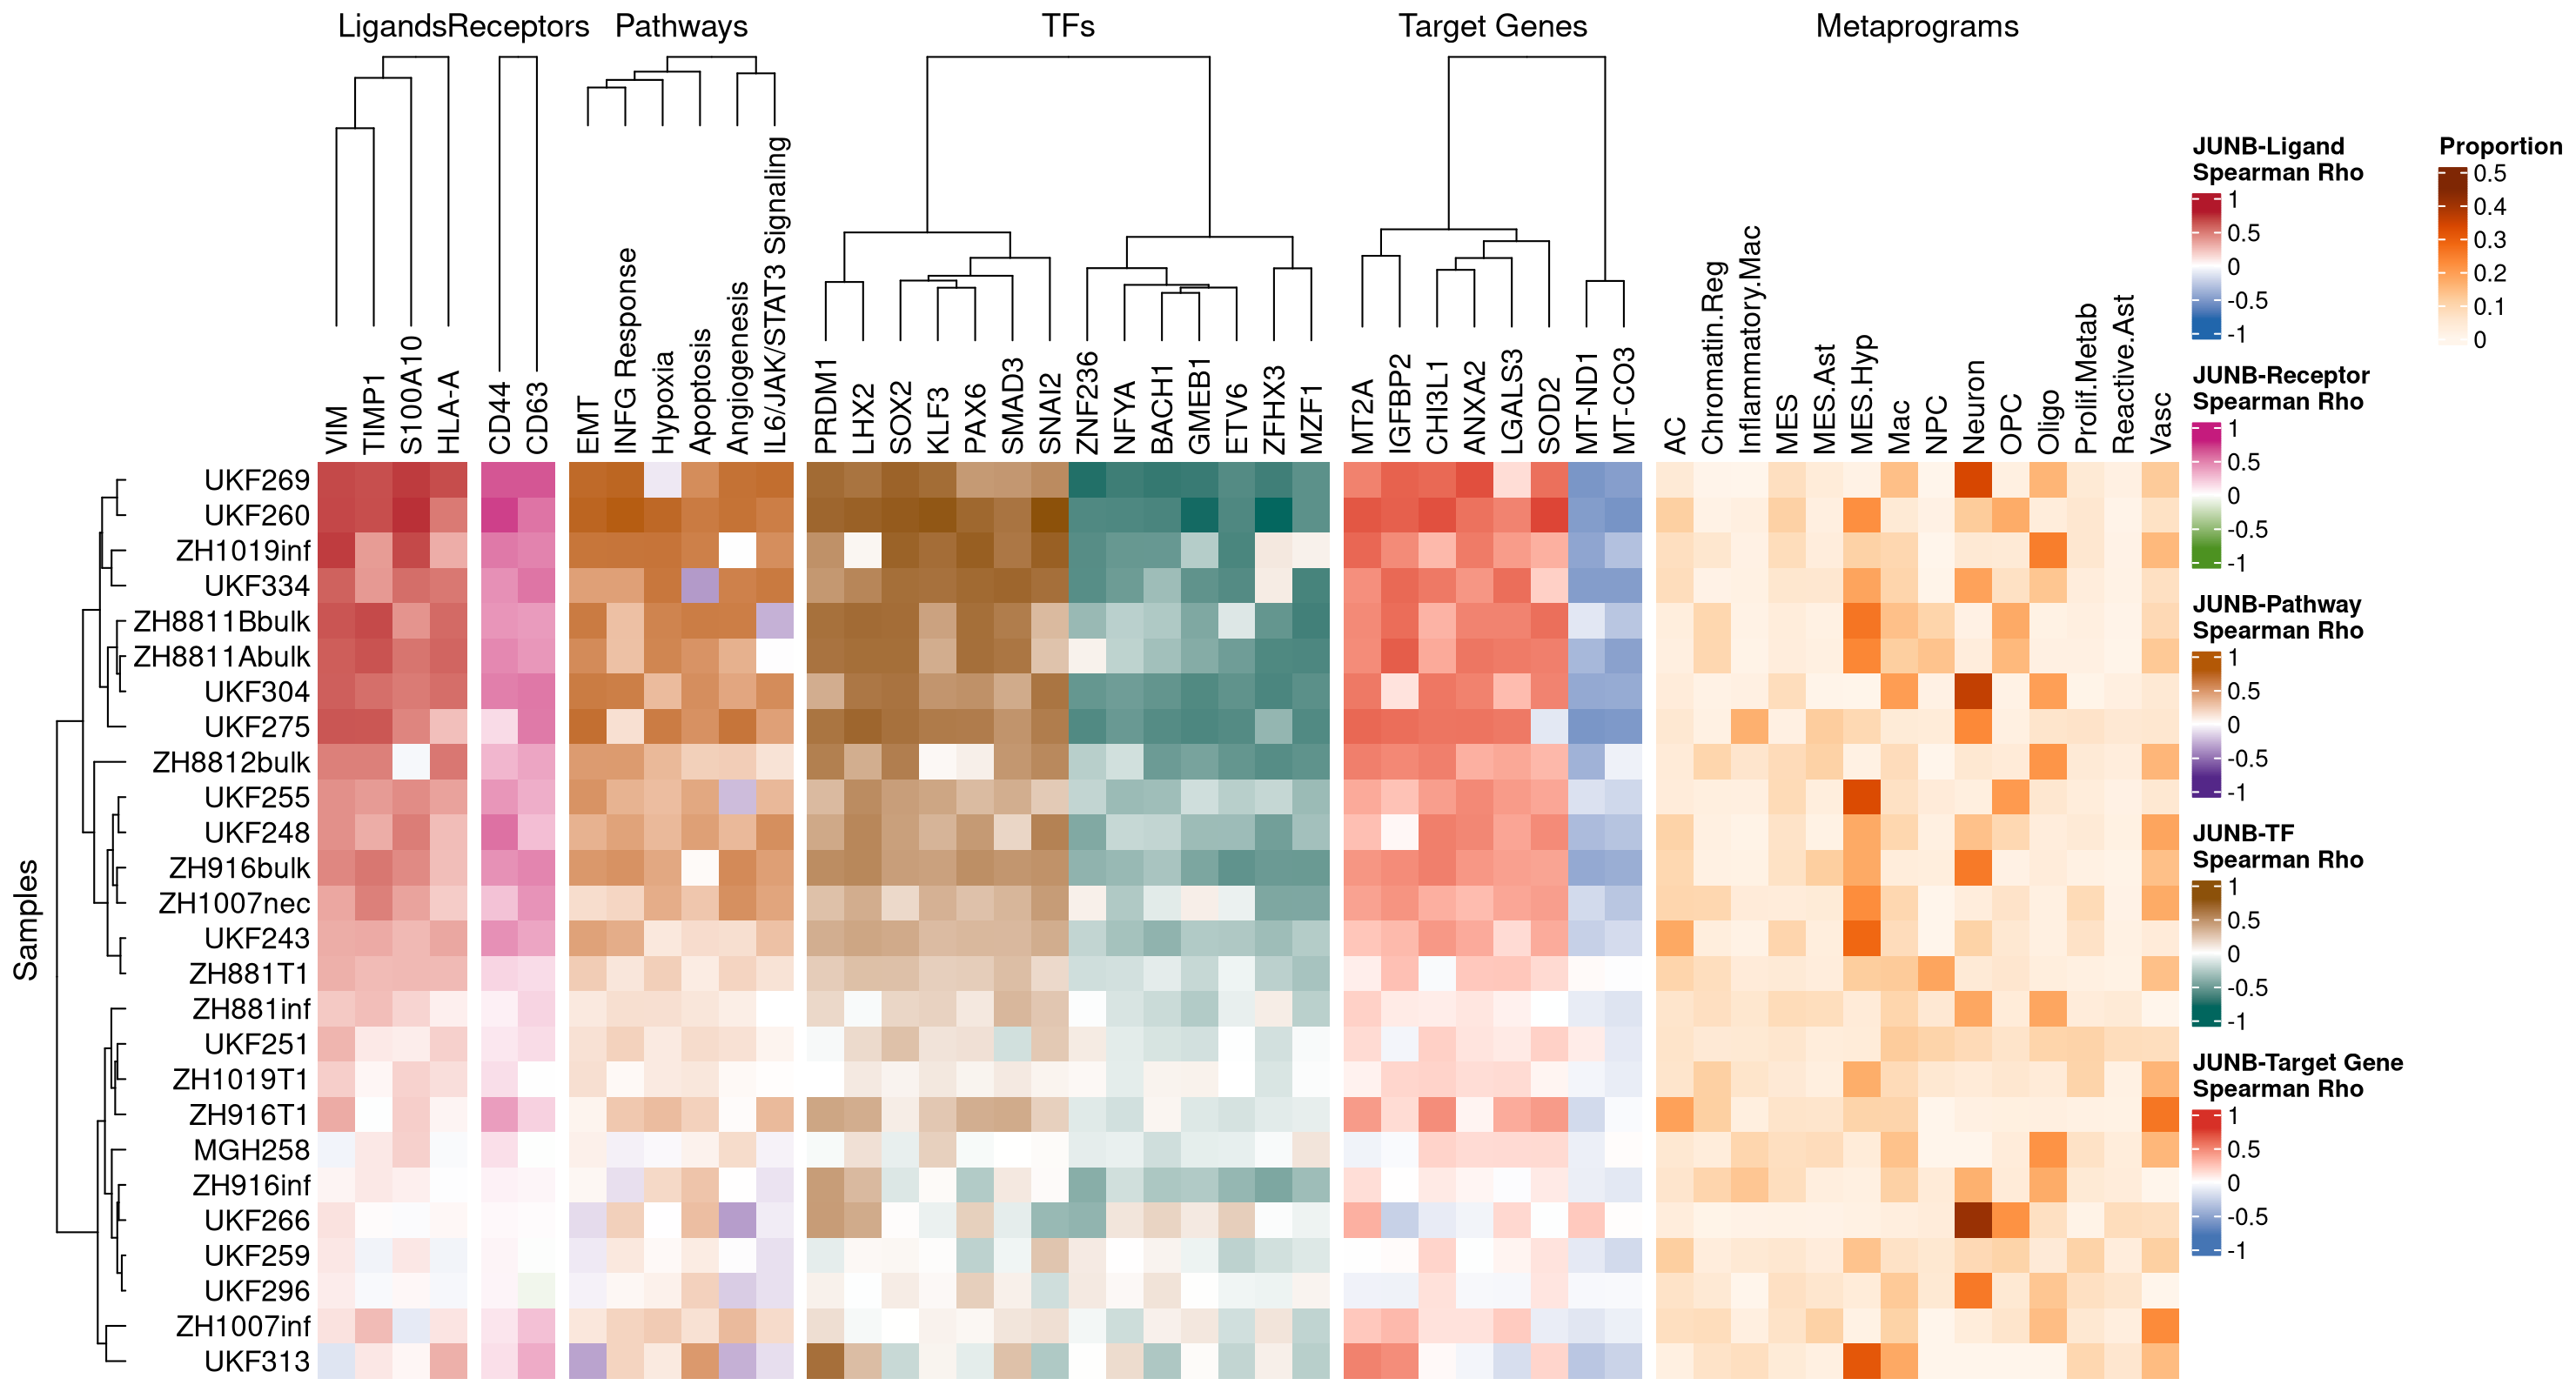 Ligands Receptors Pathways TFs Target Genes Metaprograms
VIM
TIMP1
S100A10
HLA-A
CD44
CD63
EMT
INFG Response
Hypoxia
Apoptosis
Angiogenesis
IL6/JAK/STAT3 Signaling
PRDM1
LHX2
SOX2
KLF3
PAX6
SMAD3
SNAI2
ZNF236
NFYA
BACH1
GMEB1
ETV6
ZFHX3
MZF1
MT2A
IGFBP2
CHI3L1
ANXA2
LGALS3
SOD2
MT-ND1
MT-CO3
AC
Chromatin.Reg
Inflammatory.Mac
MES
MES.Ast
MES.Hyp
Mac
NPC
Neuron
OPC
Oligo
Prolif.Metab
Reactive.Ast
Vasc
Samples
UKF269
UKF260
ZH1019inf
UKF334
ZH8811Bbulk
ZH8811Abulk
UKF304
UKF275
ZH8812bulk
UKF255
UKF248
ZH916bulk
ZH1007nec
UKF243
ZH881T1
ZH881inf
UKF251
ZH1019T1
ZH916T1
MGH258
ZH916inf
UKF266
UKF259
UKF296
ZH1007inf
UKF313
JUNB-Ligand
Spearman Rho
1
0.5
0
-0.5
-1
JUNB-Receptor
Spearman Rho
1
0.5
0
-0.5
-1
JUNB-Pathway
Spearman Rho
1
0.5
0
-0.5
-1
JUNB-TF
Spearman Rho
1
0.5
0
-0.5
-1
JUNB-Target Gene
Spearman Rho
1
0.5
0
-0.5
-1
Proportion
0.5
0.4
0.3
0.2
0.1
0